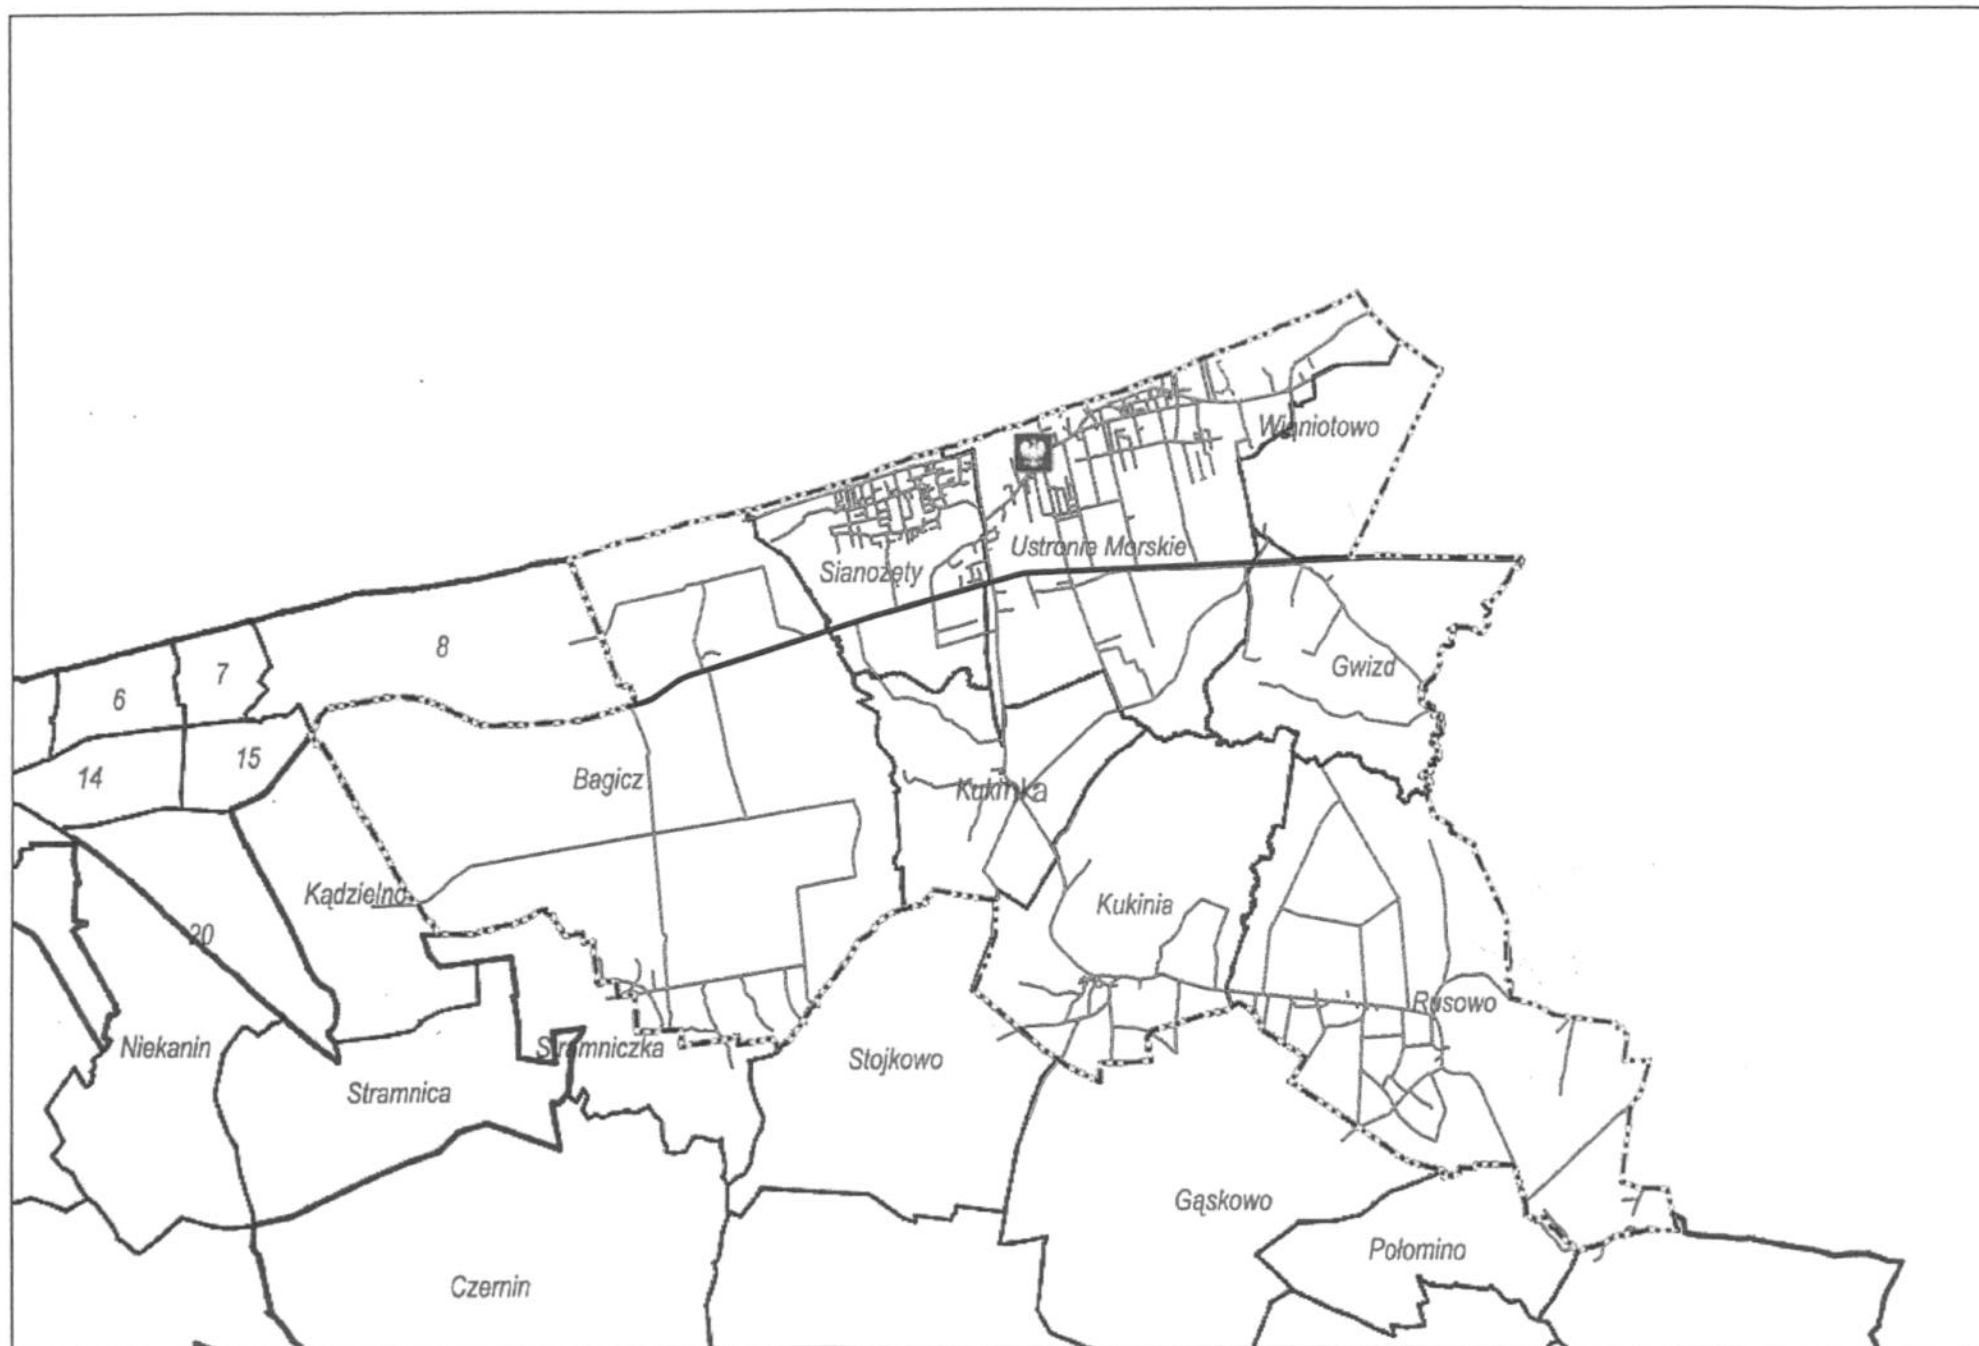 Wieniotowo
Ustronie Morskie
Sianożęty
8
7
6
Gwizd
15
14
Bagicz
Kukinka
Kądzielno
Kukinia
20
Rusowo
Niekanin
Stramniczka
Stojkowo
Stramnica
Gąskowo
Połomino
Czernin